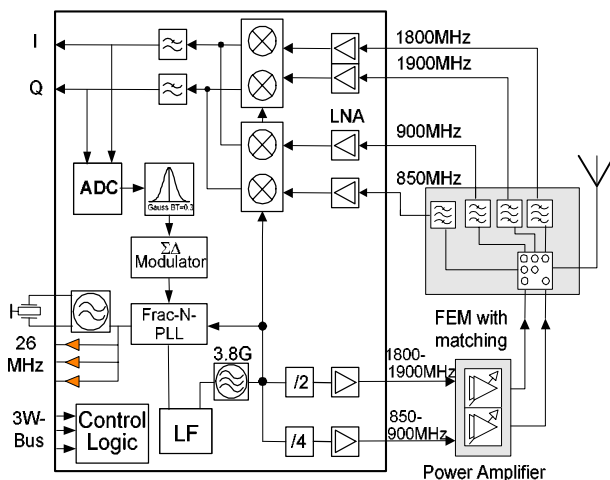 I
Q
1800MHz
1900MHz
LNA
900MHz
850MHz
ADC
Gauss BT=0.3
ΣΔ
Modulator
Frac-N-
PLL
26
MHz
3.8G
FEM with
matching
1800-
1900MHz
/2
3W-
Bus
Control
Logic
LF
/4
850-
900MHz
Power Amplifier